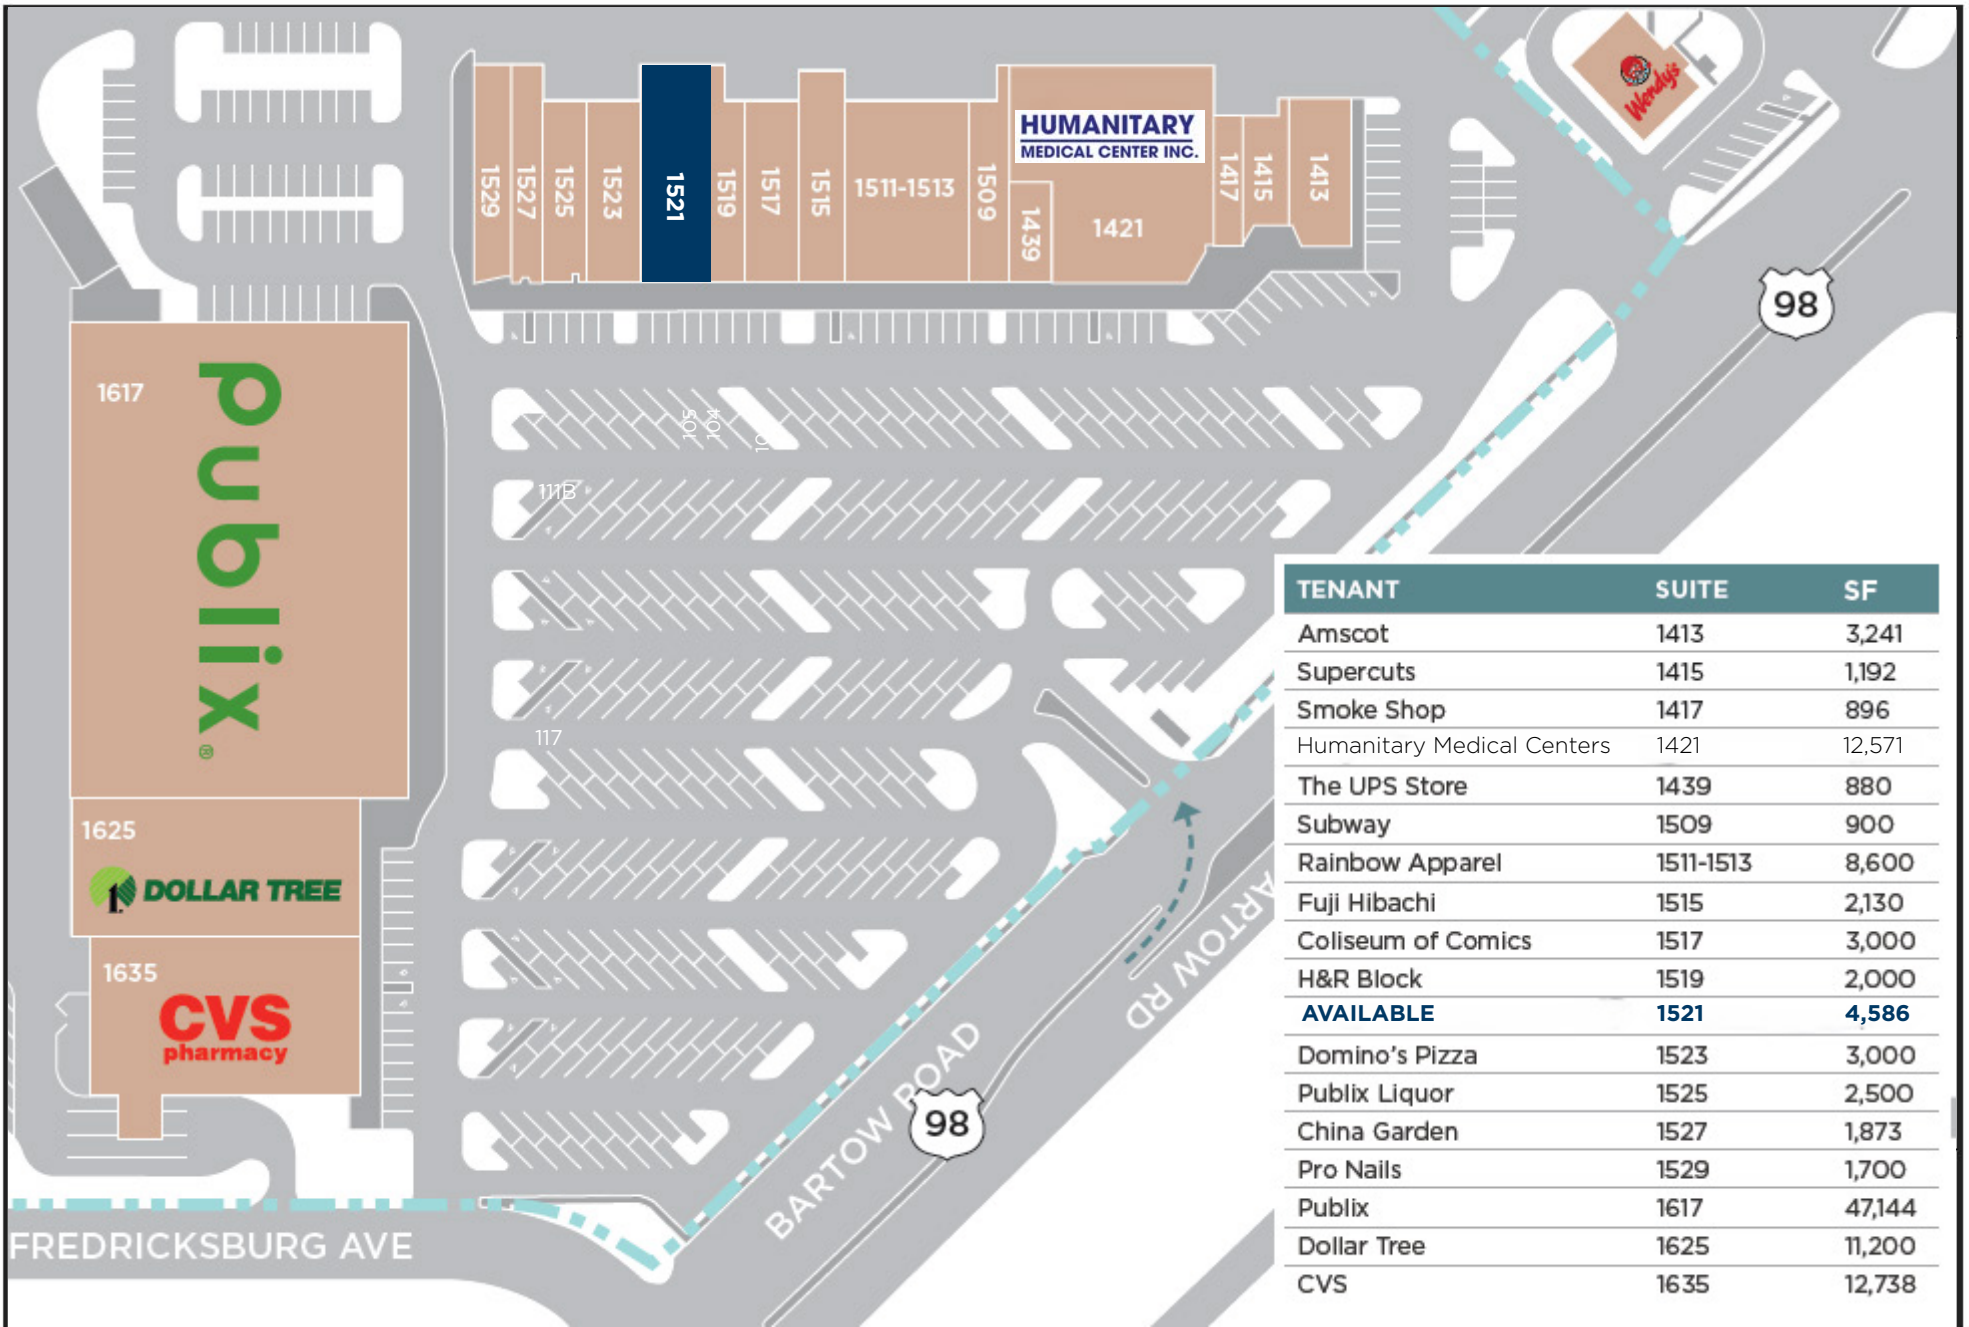 Wendy's
HUMANITARY
MEDICAL CENTER INC.
1529
1527
1525
1523
1521
1519
1517
1515
1511-1513
1509
1439
1421
1417
1415
1413
98
1617
publix®
105
104
10
111B
117
1625
1 DOLLAR TREE
1635
CVS
pharmacy
ARTOW RD
BARTOW ROAD
98
FREDRICKSBURG AVE
TENANT SUITE SF
Amscot 1413 3,241
Supercuts 1415 1,192
Smoke Shop 1417 896
Humanitary Medical Centers 1421 12,571
The UPS Store 1439 880
Subway 1509 900
Rainbow Apparel 1511-1513 8,600
Fuji Hibachi 1515 2,130
Coliseum of Comics 1517 3,000
H&R Block 1519 2,000
AVAILABLE 1521 4,586
Domino's Pizza 1523 3,000
Publix Liquor 1525 2,500
China Garden 1527 1,873
Pro Nails 1529 1,700
Publix 1617 47,144
Dollar Tree 1625 11,200
CVS 1635 12,738